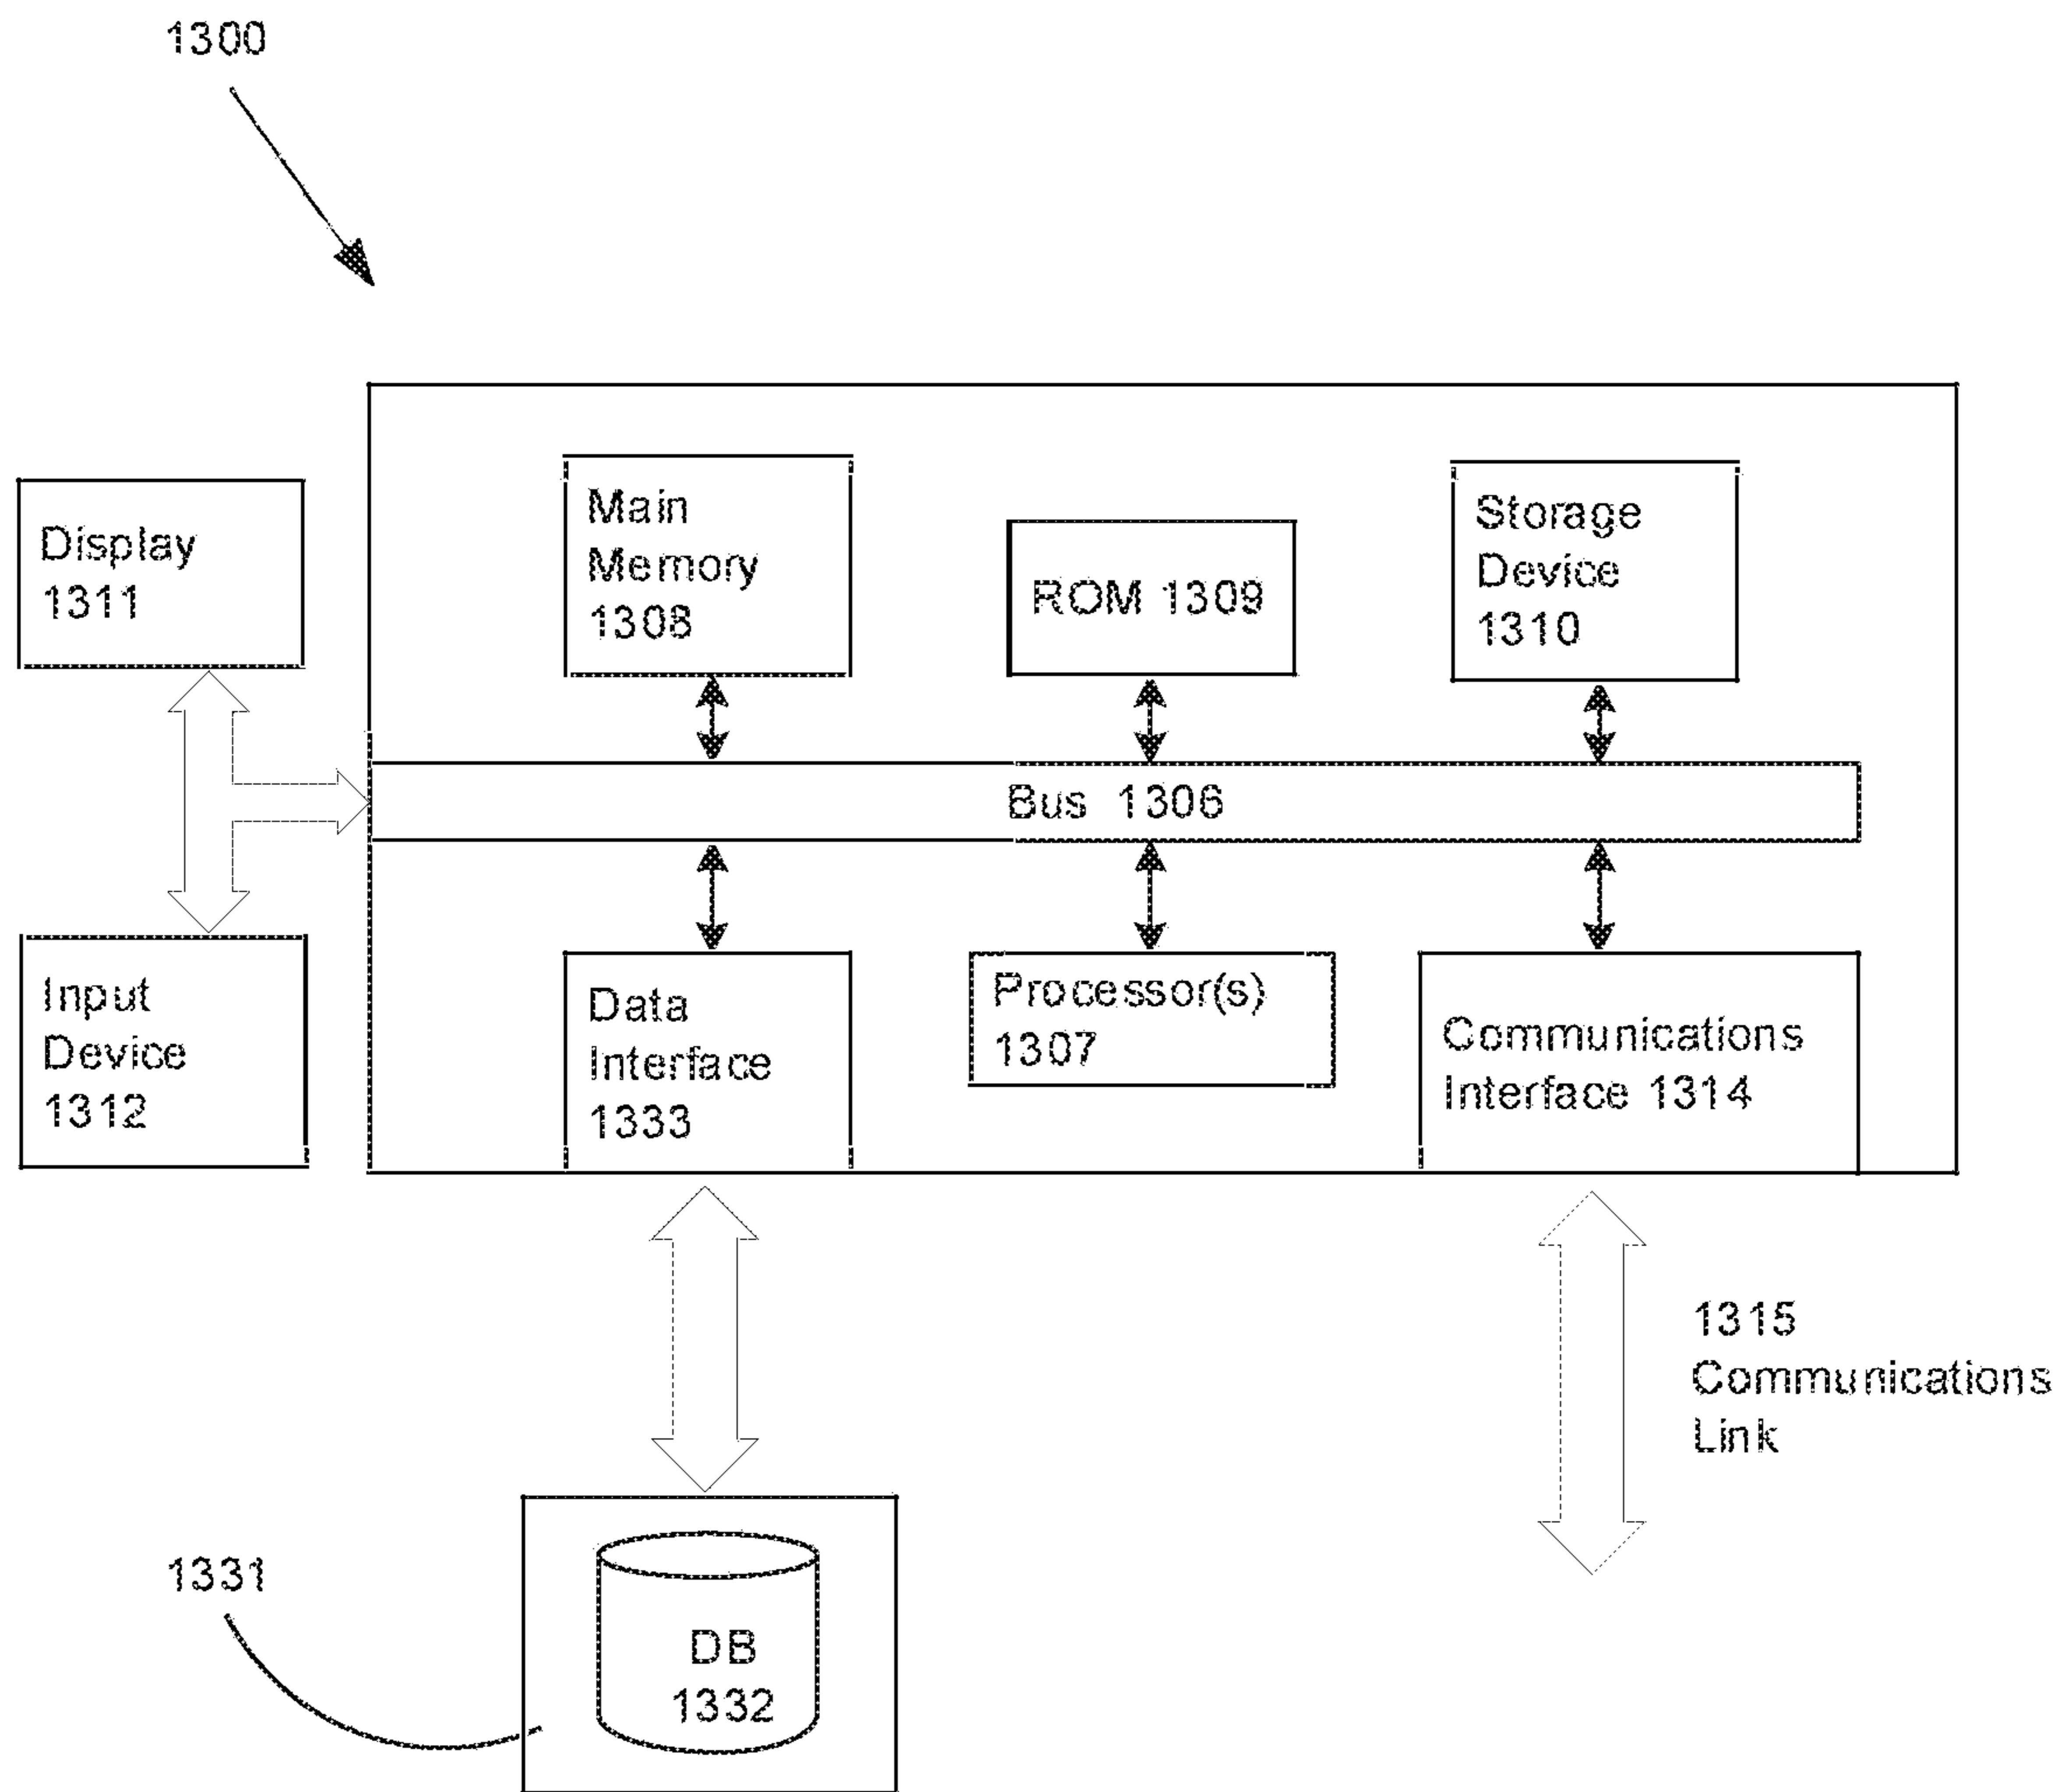 1300
Display
1311
Main
Memory
1308
ROM 1309
Storage
Device
1310
Bus 1306
Input
Device
1312
Data
Interface
1333
Processor(s)
1307
Communications
Interface 1314
1315
Communications
Link
1331
DB
1332